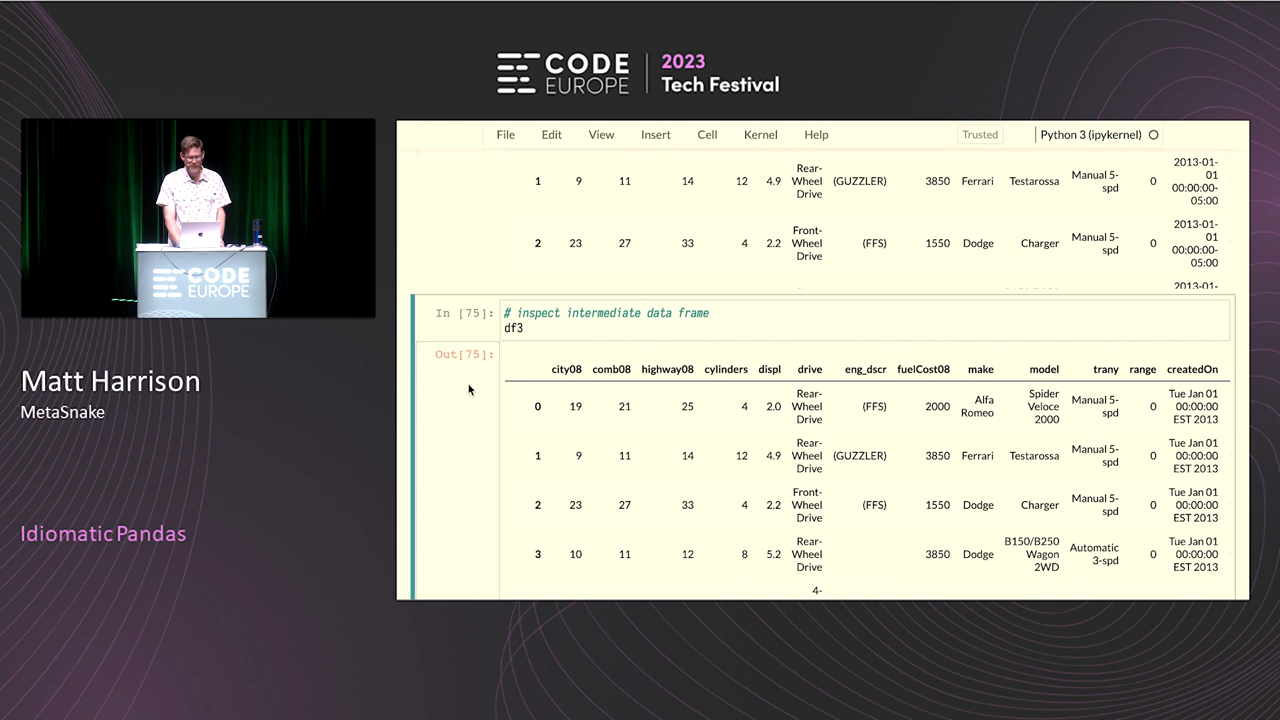 CODE EUROPE | 2023 Tech Festival
CODE EUROPE
Matt Harrison
MetaSnake
Idiomatic Pandas
File Edit View Insert Cell Kernel Help Trusted | Python 3 (ipykernel)
1 9 11 14 12 4.9 Rear-Wheel Drive (GUZZLER) 3850 Ferrari Testarossa Manual 5-spd 0 2013-01-01 00:00:00-05:00
2 23 27 33 4 2.2 Front-Wheel Drive (FFS) 1550 Dodge Charger Manual 5-spd 0 2013-01-01 00:00:00-05:00
2013-01-
In [75]: # inspect intermediate data frame
df3
Out[75]:
city08 comb08 highway08 cylinders displ drive eng_dscr fuelCost08 make model trany range createdOn
0 19 21 25 4 2.0 Rear-Wheel Drive (FFS) 2000 Alfa Romeo Spider Veloce 2000 Manual 5-spd 0 Tue Jan 01 00:00:00 EST 2013
1 9 11 14 12 4.9 Rear-Wheel Drive (GUZZLER) 3850 Ferrari Testarossa Manual 5-spd 0 Tue Jan 01 00:00:00 EST 2013
2 23 27 33 4 2.2 Front-Wheel Drive (FFS) 1550 Dodge Charger Manual 5-spd 0 Tue Jan 01 00:00:00 EST 2013
3 10 11 12 8 5.2 Rear-Wheel Drive 3850 Dodge B150/B250 Wagon 2WD Automatic 3-spd 0 Tue Jan 01 00:00:00 EST 2013
4-